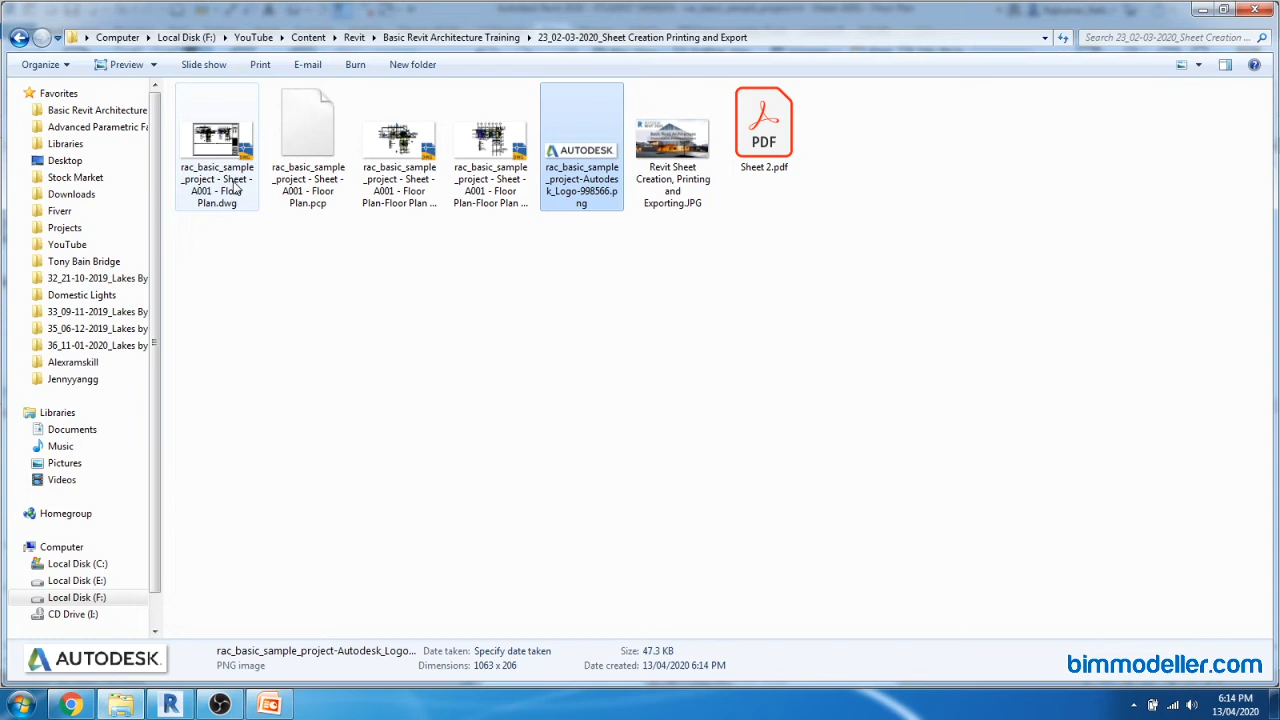 Computer
Local Disk (F:)
YouTube
Content
Revit
Basic Revit Architecture Training
23_02-03-2020_Sheet Creation Printing and Export
Search 23_02-03-2020_Sheet Creation ...
Organize
Preview
Slide show
Print
E-mail
Burn
New folder
Favorites
Basic Revit Architecture
Advanced Parametric Fa
Libraries
Desktop
Stock Market
Downloads
Fiverr
Projects
YouTube
Tony Bain Bridge
32_21-10-2019_Lakes By
Domestic Lights
33_09-11-2019_Lakes By
35_06-12-2019_Lakes by
36_11-01-2020_Lakes by
Alexramskill
Jennyyangg
Libraries
Documents
Music
Pictures
Videos
Homegroup
Computer
Local Disk (C:)
Local Disk (E:)
Local Disk (F:)
CD Drive (I:)
rac_basic_sample
_project - Sheet -
A001 - Floor
Plan.dwg
rac_basic_sample
_project - Sheet -
A001 - Floor
Plan.pcp
rac_basic_sample
_project - Sheet -
A001 - Floor
Plan-Floor Plan ...
rac_basic_sample
_project - Sheet -
A001 - Floor
Plan-Floor Plan ...
AUTODESK
rac_basic_sample
_project-Autodes
k_Logo-998566.p
ng
Revit Sheet
Creation, Printing
and
Exporting.JPG
PDF
Sheet 2.pdf
AUTODESK.
rac_basic_sample_project-Autodesk_Logo...
PNG image
Date taken: Specify date taken
Dimensions: 1063 x 206
Size: 47.3 KB
Date created: 13/04/2020 6:14 PM
bimmodeller.com
6:14 PM
13/04/2020